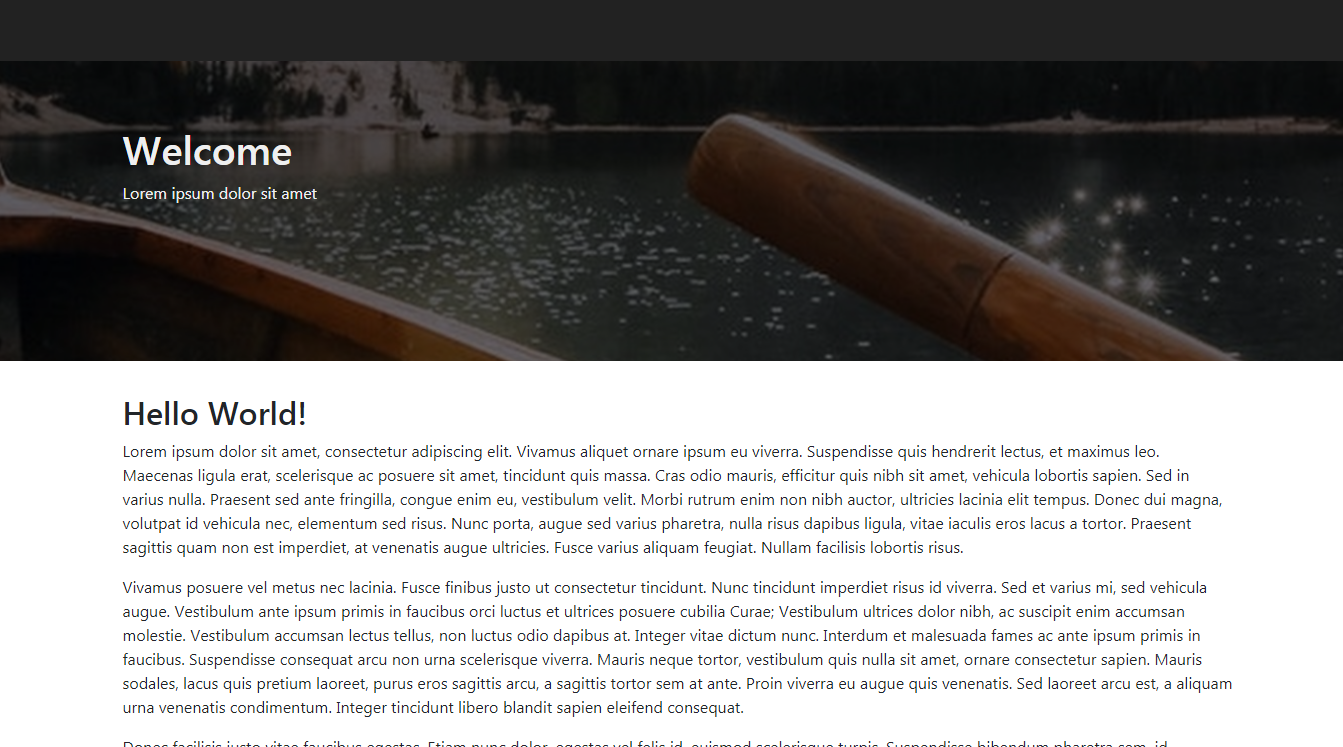 Welcome
Lorem ipsum dolor sit amet
Hello World!
Lorem ipsum dolor sit amet, consectetur adipiscing elit. Vivamus aliquet ornare ipsum eu viverra. Suspendisse quis hendrerit lectus, et maximus leo.
Maecenas ligula erat, scelerisque ac posuere sit amet, tincidunt quis massa. Cras odio mauris, efficitur quis nibh sit amet, vehicula lobortis sapien. Sed in
varius nulla. Praesent sed ante fringilla, congue enim eu, vestibulum velit. Morbi rutrum enim non nibh auctor, ultricies lacinia elit tempus. Donec dui magna,
volutpat id vehicula nec, elementum sed risus. Nunc porta, augue sed varius pharetra, nulla risus dapibus ligula, vitae iaculis eros lacus a tortor. Praesent
sagittis quam non est imperdiet, at venenatis augue ultricies. Fusce varius aliquam feugiat. Nullam facilisis lobortis risus.
Vivamus posuere vel metus nec lacinia. Fusce finibus justo ut consectetur tincidunt. Nunc tincidunt imperdiet risus id viverra. Sed et varius mi, sed vehicula
augue. Vestibulum ante ipsum primis in faucibus orci luctus et ultrices posuere cubilia Curae; Vestibulum ultrices dolor nibh, ac suscipit enim accumsan
molestie. Vestibulum accumsan lectus tellus, non luctus odio dapibus at. Integer vitae dictum nunc. Interdum et malesuada fames ac ante ipsum primis in
faucibus. Suspendisse consequat arcu non urna scelerisque viverra. Mauris neque tortor, vestibulum quis nulla sit amet, ornare consectetur sapien. Mauris
sodales, lacus quis pretium laoreet, purus eros sagittis arcu, a sagittis tortor sem at ante. Proin viverra eu augue quis venenatis. Sed laoreet arcu est, a aliquam
urna venenatis condimentum. Integer tincidunt libero blandit sapien eleifend consequat.